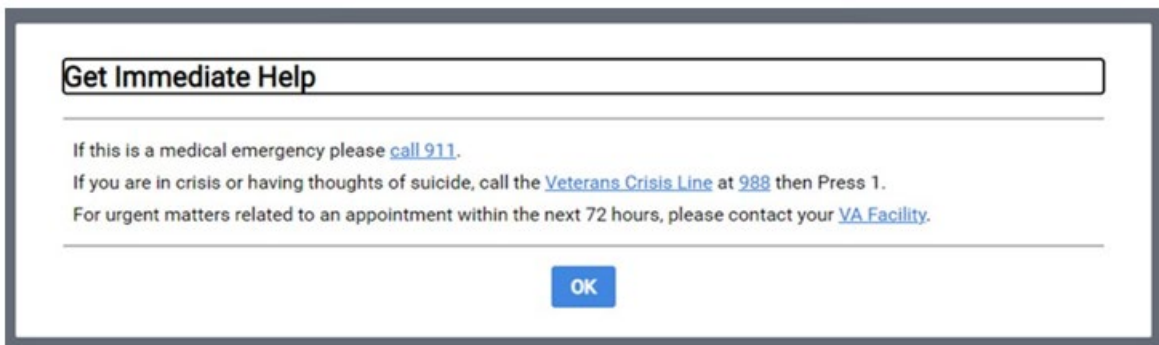 Get Immediate Help
If this is a medical emergency please call 911.
If you are in crisis or having thoughts of suicide, call the Veterans Crisis Line at 988 then Press 1.
For urgent matters related to an appointment within the next 72 hours, please contact your VA Facility.
OK